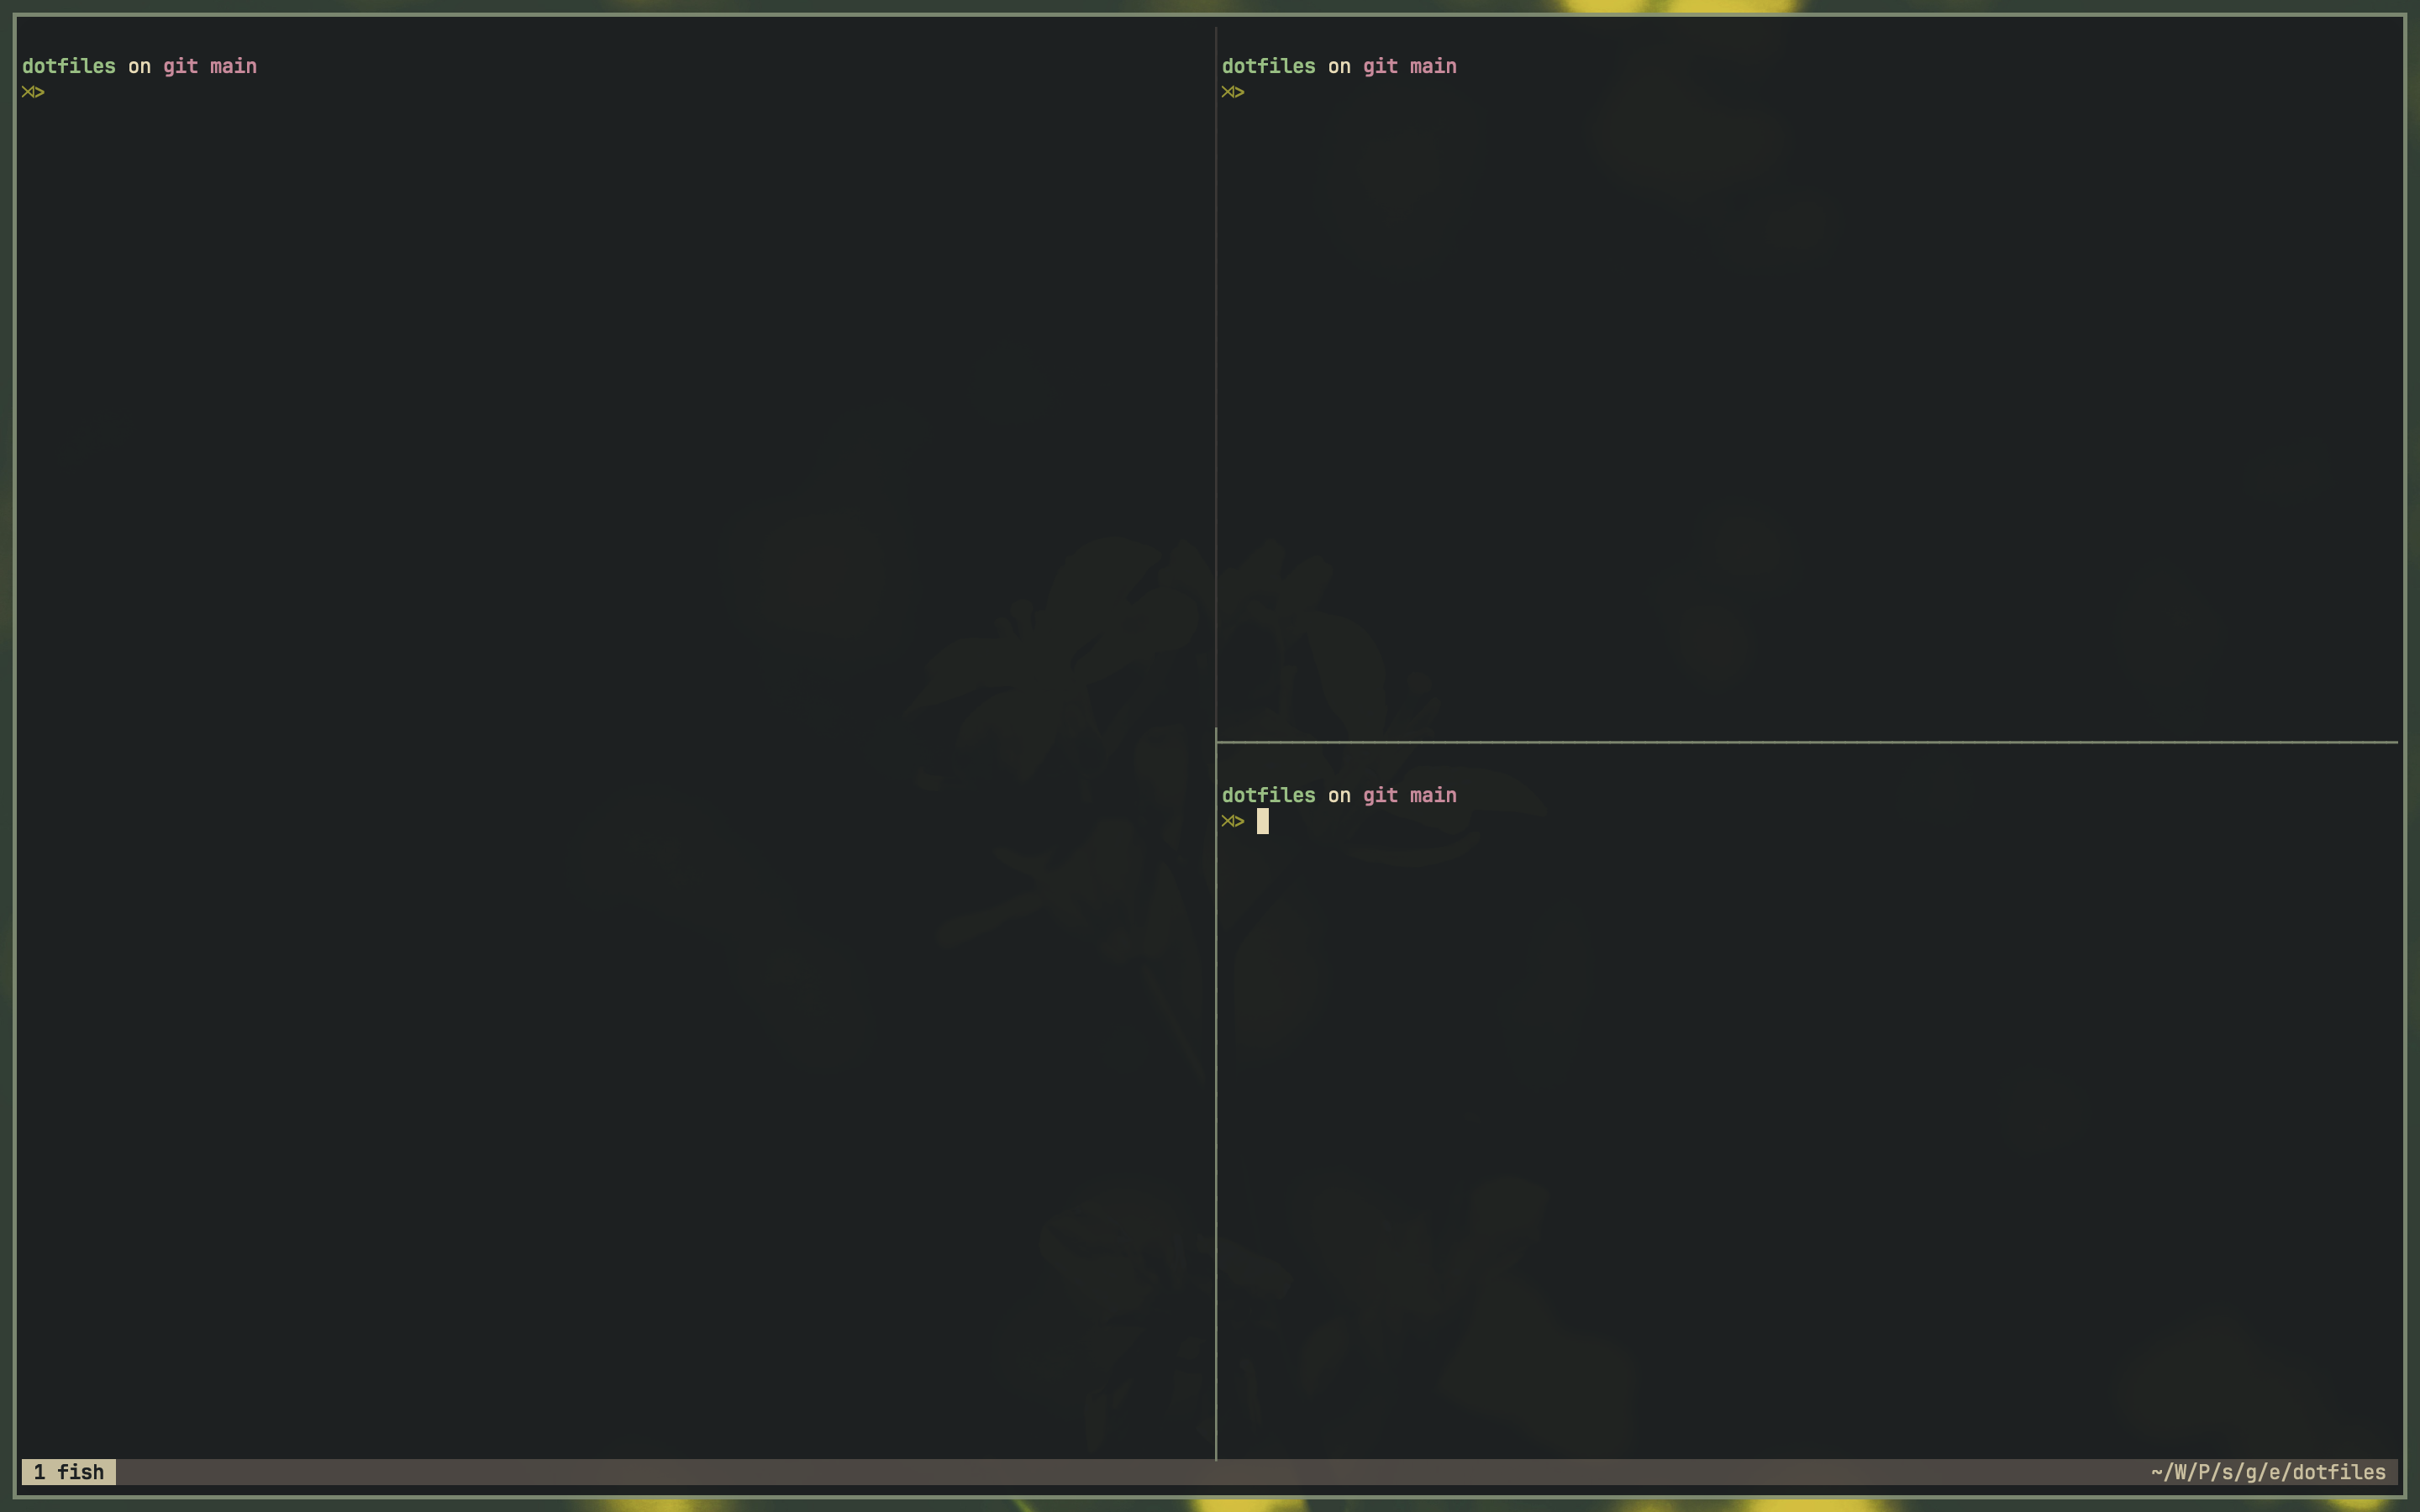 dotfiles on git main
⋊>
dotfiles on git main
⋊>
dotfiles on git main
⋊>
1 fish
~/W/P/s/g/e/dotfiles